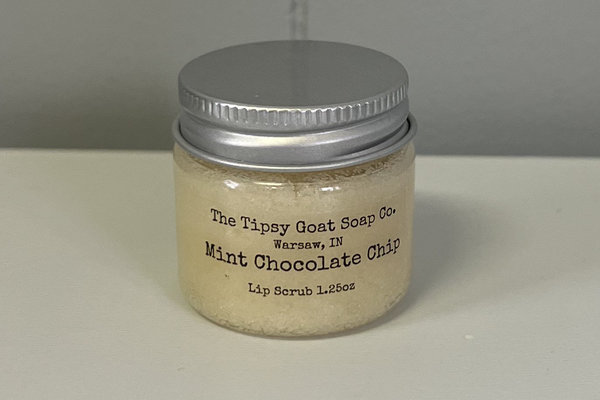 The Tipsy Goat Soap Co.
Warsaw, IN
Mint Chocolate Chip
Lip Scrub 1.25oz